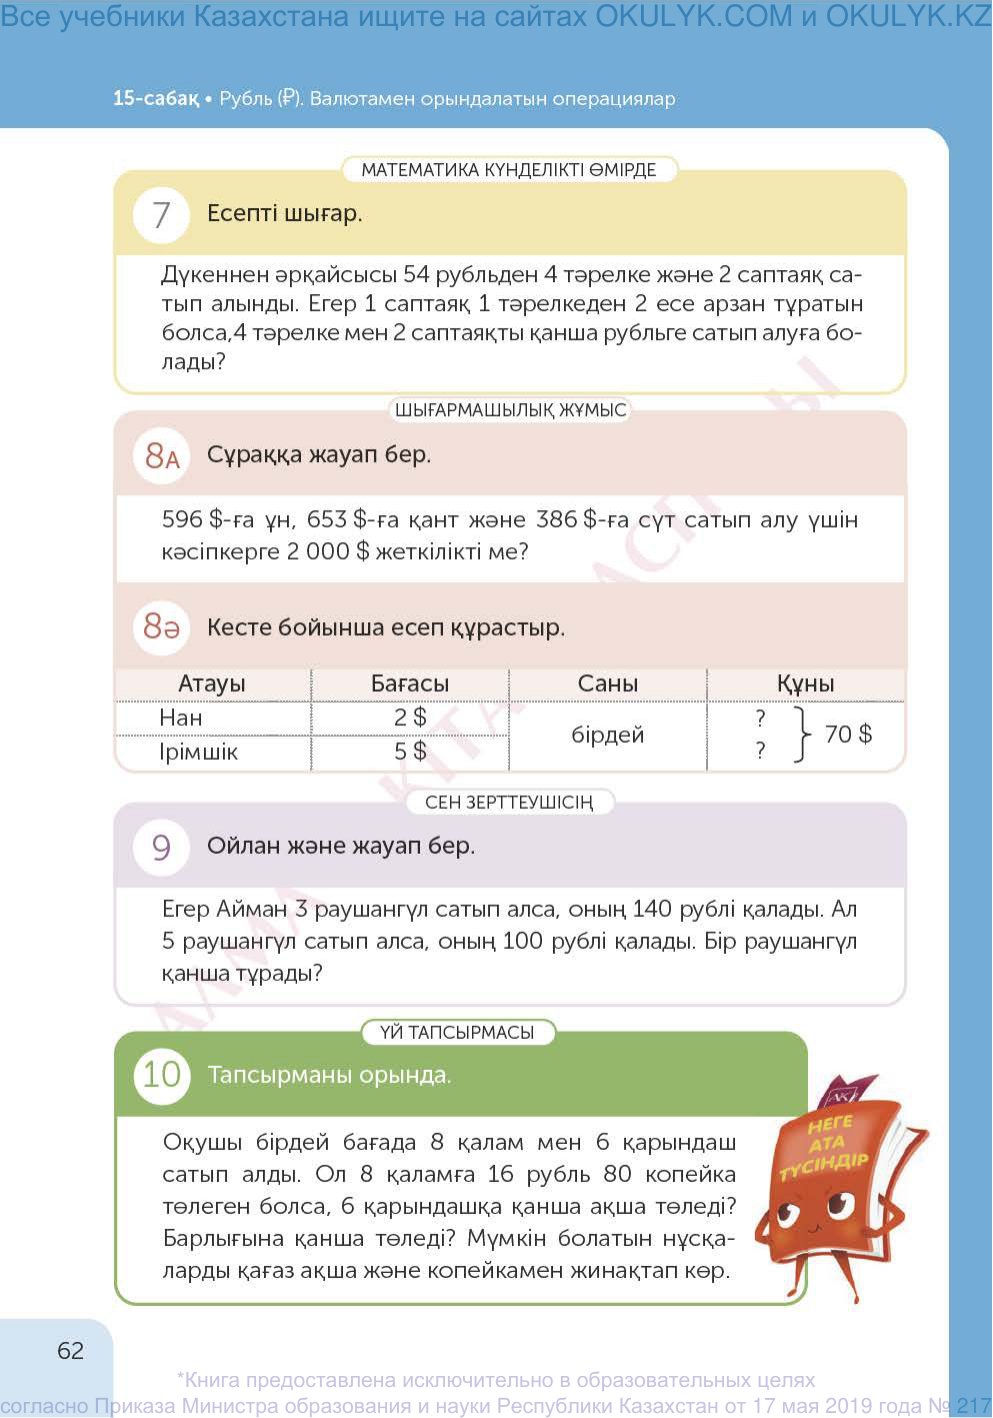 Все учебники Казахстана ищите на сайтах OKULYK.COM и OKULYK.KZ
15-сабақ • Рубль (₽). Валютамен орындалатын операциялар
МАТЕМАТИКА КҮНДЕЛІКТІ ӨМІРДЕ
7 Есепті шығар.
Дүкеннен әрқайсысы 54 рубльден 4 тәрелке және 2 саптаяқ са-
тып алынды. Егер 1 саптаяқ 1 тәрелкеден 2 есе арзан тұратын
болса,4 тәрелке мен 2 саптаяқты қанша рубльге сатып алуға бо-
лады?
ШЫҒАРМАШЫЛЫҚ ЖҰМЫС
8А Сұраққа жауап бер.
596 $-ға ұн, 653 $-ға қант және 386 $-ға сүт сатып алу үшін
кәсіпкерге 2 000 $ жеткілікті ме?
8Ә Кесте бойынша есеп құрастыр.
Атауы Бағасы Саны Құны
Нан 2 $ бірдей ? 70 $
Ірімшік 5 $ ?
СЕН ЗЕРТТЕУШІСІҢ
9 Ойлан және жауап бер.
Егер Айман 3 раушангүл сатып алса, оның 140 рублі қалады. Ал
5 раушангүл сатып алса, оның 100 рублі қалады. Бір раушангүл
қанша тұрады?
ҮЙ ТАПСЫРМАСЫ
10 Тапсырманы орында.
Оқушы бірдей бағада 8 қалам мен 6 қарындаш
сатып алды. Ол 8 қаламға 16 рубль 80 копейка
төлеген болса, 6 қарындашқа қанша ақша төледі?
Барлығына қанша төледі? Мүмкін болатын нұсқа-
ларды қағаз ақша және копейкамен жинақтап көр.
АК
НЕГЕ
АТА
ТҮСІНДІР
62
*Книга предоставлена исключительно в образовательных целях
согласно Приказа Министра образования и науки Республики Казахстан от 17 мая 2019 года № 217